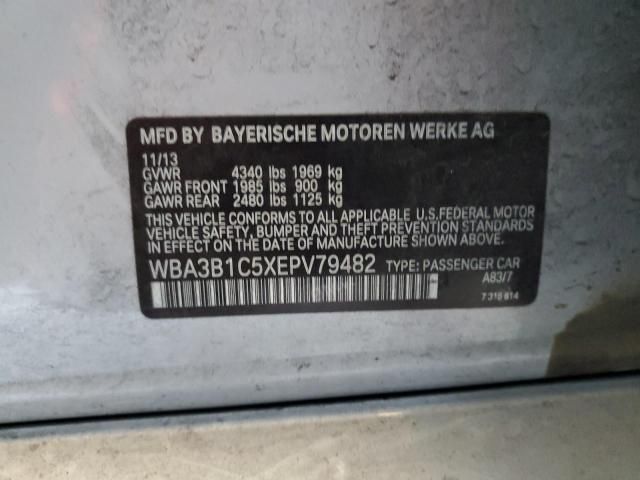 MFD BY BAYERISCHE MOTOREN WERKE AG
11/13
GVWR 4340 lbs 1969 kg
GAWR FRONT 1985 lbs 900 kg
GAWR REAR 2480 lbs 1125 kg
THIS VEHICLE CONFORMS TO ALL APPLICABLE U.S.FEDERAL MOTOR
VEHICLE SAFETY, BUMPER AND THEFT PREVENTION STANDARDS
IN EFFECT ON THE DATE OF MANUFACTURE SHOWN ABOVE.
WBA3B1C5XEPV79482 TYPE: PASSENGER CAR
A83/7
7 318 814